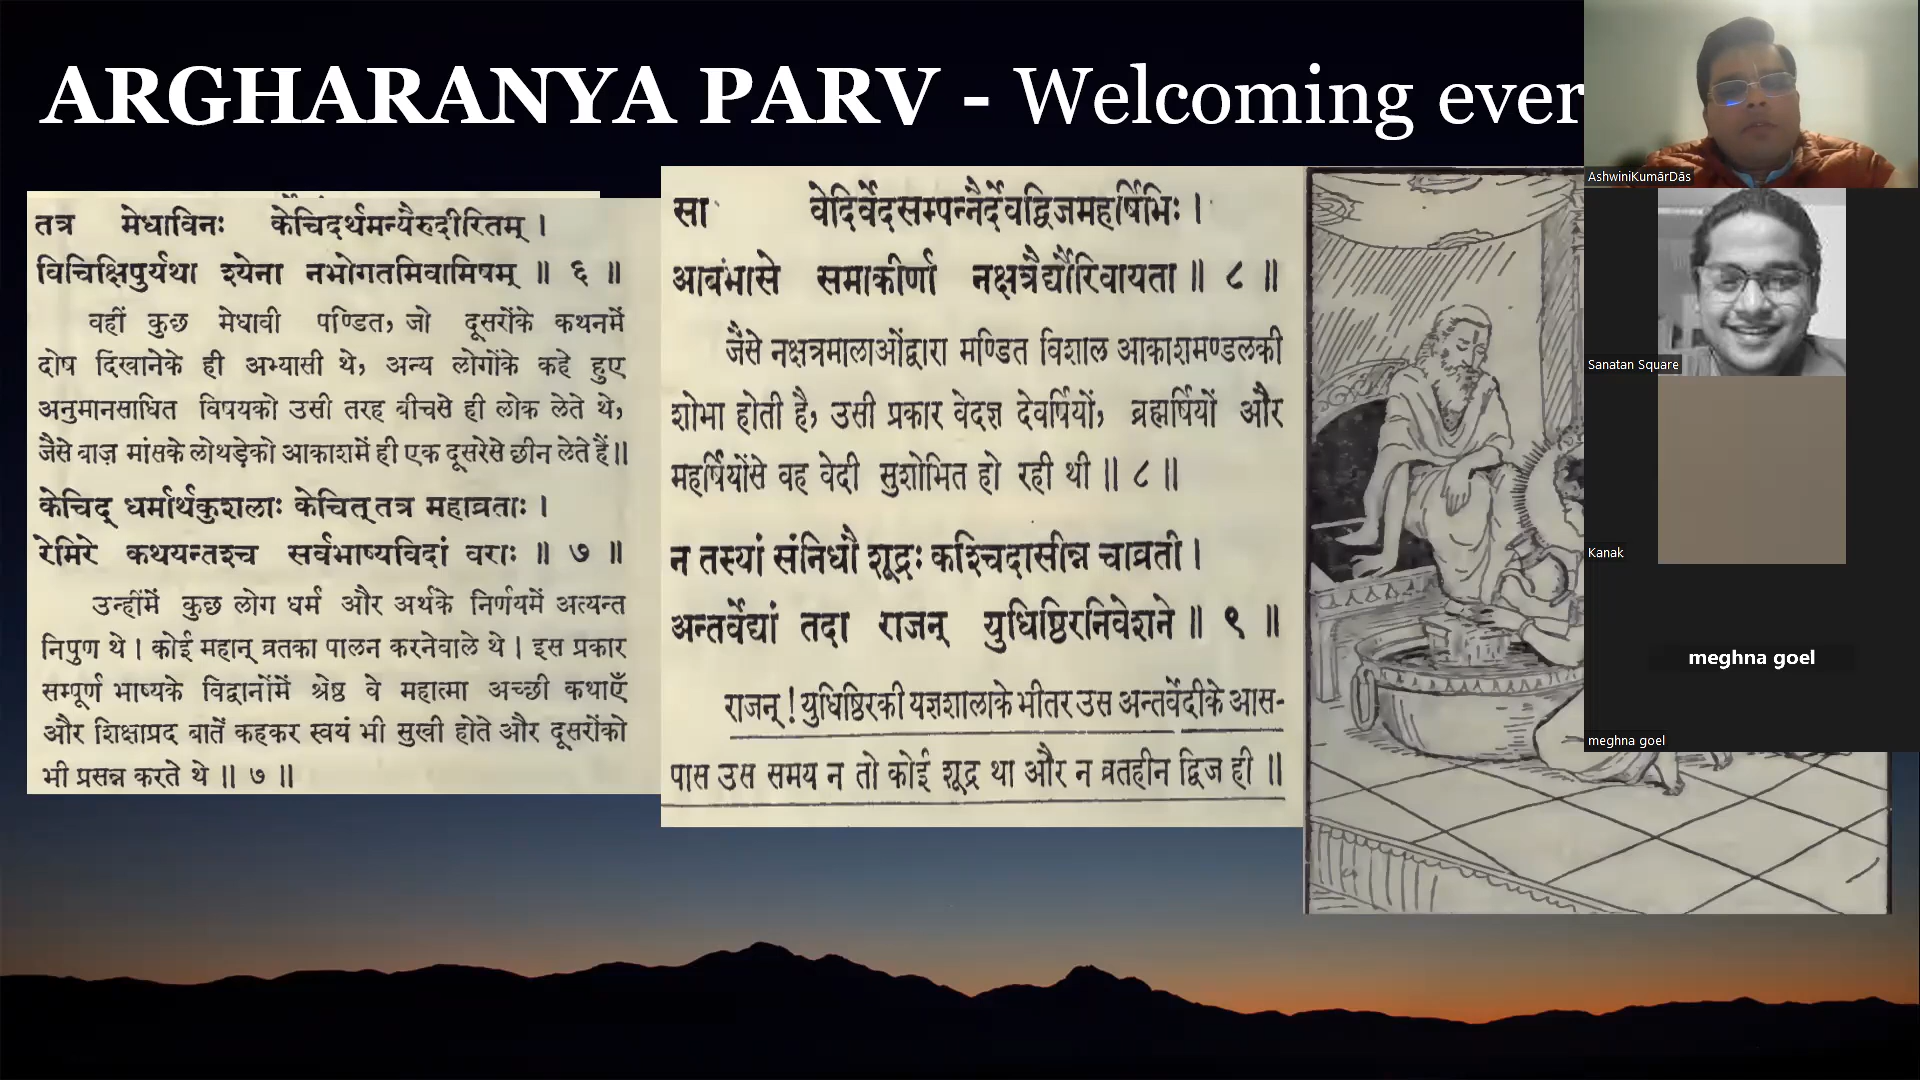 ARGHARANYA PARV - Welcoming ever
तत्र मेधाविनः केचिदर्थमन्यैरुदीरितम् ।
विचिक्षिपुर्यथा श्येना नभोगतमिवामिषम् ॥ ६ ॥
वहीं कुछ मेधावी पण्डित, जो दूसरोंके कथनमें
दोष दिखानेके ही अभ्यासी थे, अन्य लोगोंके कहे हुए
अनुमानसाधित विषयको उसी तरह बीचसे ही लोक लेते थे,
जैसे बाज़ मांसके लोथड़ेको आकाशमें ही एक दूसरेसे छीन लेते हैं॥
केचिद् धर्मार्थकुशलाः केचित् तत्र महाव्रताः ।
रेमिरे कथयन्तश्च सर्वभाष्यविदां वराः ॥ ७ ॥
उन्हींमें कुछ लोग धर्म और अर्थके निर्णयमें अत्यन्त
निपुण थे । कोई महान् व्रतका पालन करनेवाले थे । इस प्रकार
सम्पूर्ण भाष्यके विद्वानोंमें श्रेष्ठ वे महात्मा अच्छी कथाएँ
और शिक्षाप्रद बातें कहकर स्वयं भी सुखी होते और दूसरोंको
भी प्रसन्न करते थे ॥ ७ ॥
सा वेदिर्वेदसम्पन्नैर्देवद्विजमहर्षिभिः ।
आबभासे समाकीर्णा नक्षत्रैर्द्यौरिवायता ॥ ८ ॥
जैसे नक्षत्रमालाओंद्वारा मण्डित विशाल आकाशमण्डलकी
शोभा होती है, उसी प्रकार वेदज्ञ देवर्षियों, ब्रह्मर्षियों और
महर्षियोंसे वह वेदी सुशोभित हो रही थी ॥ ८ ॥
न तस्यां संनिधौ शूद्रः कश्चिदासीन्न चाव्रती ।
अन्तर्वेद्यां तदा राजन् युधिष्ठिरनिवेशने ॥ ९ ॥
राजन् ! युधिष्ठिरकी यज्ञशालाके भीतर उस अन्तर्वेदीके आस-
पास उस समय न तो कोई शूद्र था और न व्रतहीन द्विज ही ॥
AshwiniKumārDās
Sanatan Square
Kanak
meghna goel
meghna goel